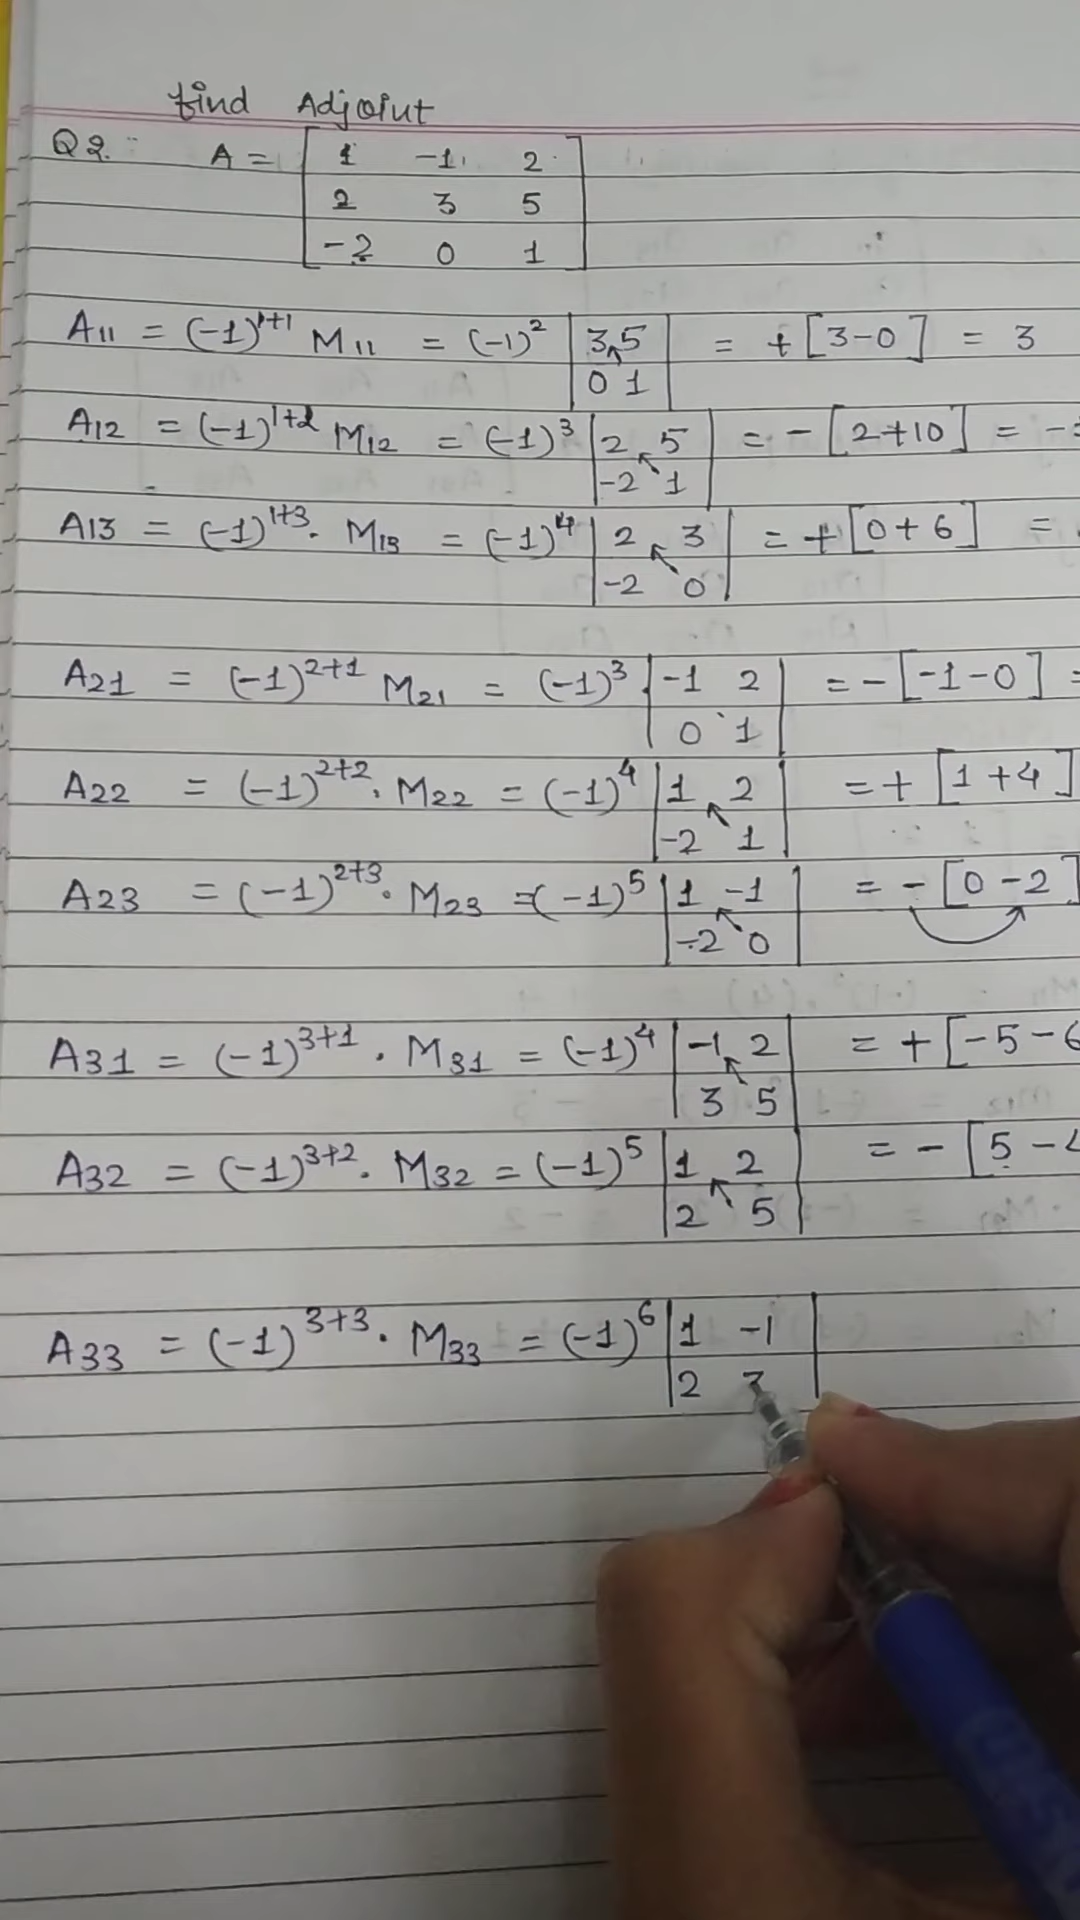 find Adjoint
Q2. A = [ 1 -1 2
2 3 5
-2 0 1 ]
A11 = (-1)^1+1 M11 = (-1)^2 | 3 5 | = +[3-0] = 3
0 1
A12 = (-1)^1+2 M12 = (-1)^3 | 2 5 | = -[2+10] = -
-2 1
A13 = (-1)^1+3 . M13 = (-1)^4 | 2 3 | = +[0+6] =
-2 0
A21 = (-1)^2+1 M21 = (-1)^3 | -1 2 | = -[-1-0] =
0 1
A22 = (-1)^2+2 . M22 = (-1)^4 | 1 2 | = +[1+4]
-2 1
A23 = (-1)^2+3 . M23 = (-1)^5 | 1 -1 | = -[0-2]
-2 0
A31 = (-1)^3+1 . M31 = (-1)^4 | -1 2 | = +[-5-6
3 5
A32 = (-1)^3+2 . M32 = (-1)^5 | 1 2 | = -[5-4
2 5
A33 = (-1)^3+3 . M33 = (-1)^6 | 1 -1 |
2 3